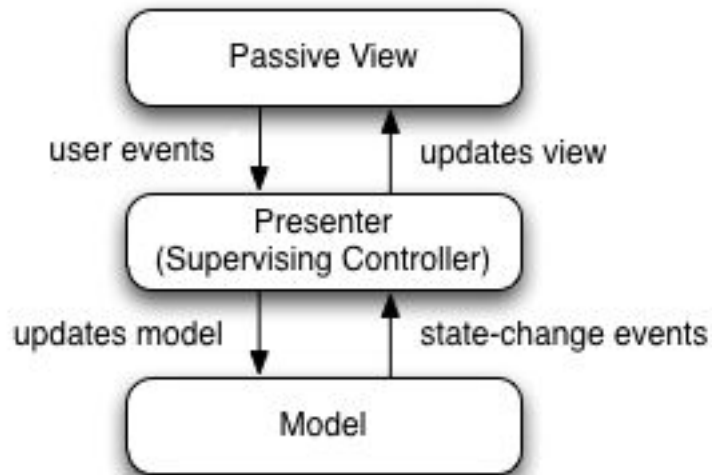 Passive View
user events
updates view
Presenter
(Supervising Controller)
updates model
state-change events
Model